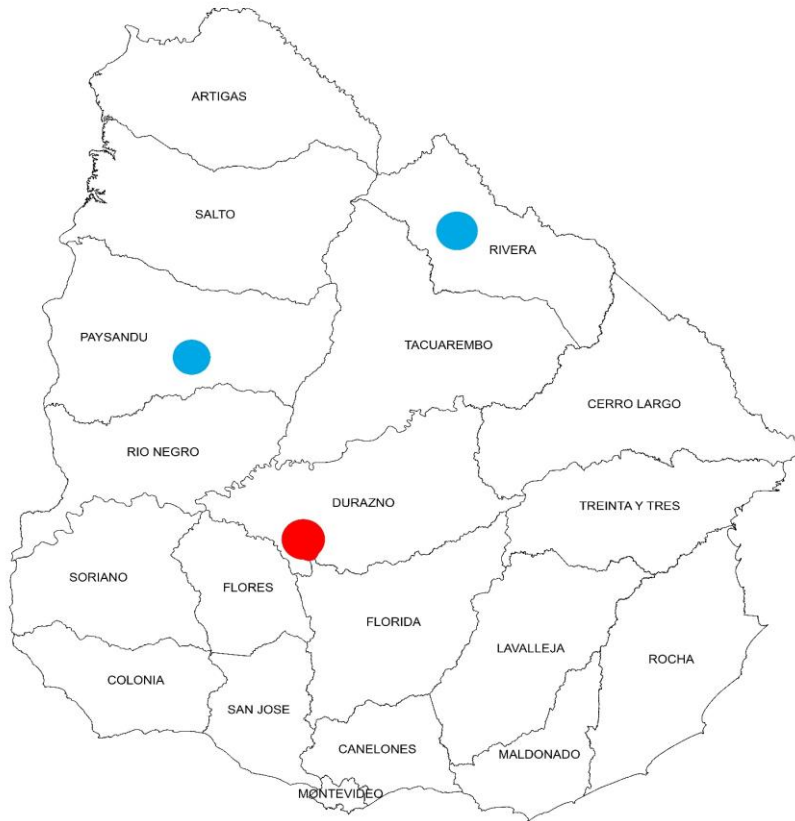 ARTIGAS
SALTO
RIVERA
PAYSANDU
TACUAREMBO
CERRO LARGO
RIO NEGRO
DURAZNO
TREINTA Y TRES
SORIANO
FLORES
FLORIDA
LAVALLEJA
ROCHA
COLONIA
SAN JOSE
CANELONES
MALDONADO
MONTEVIDEO